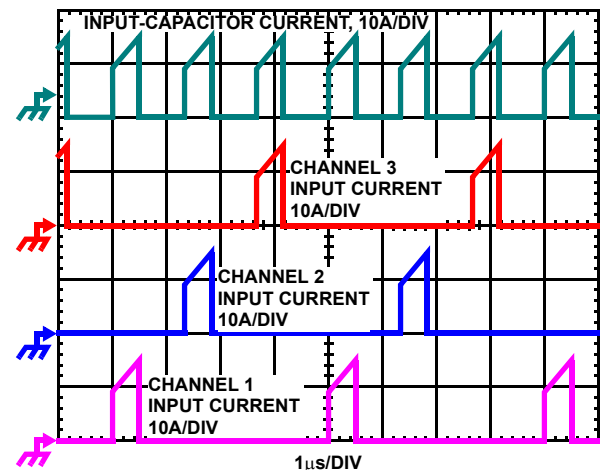 INPUT-CAPACITOR CURRENT, 10A/DIV
CHANNEL 3
INPUT CURRENT
10A/DIV
CHANNEL 2
INPUT CURRENT
10A/DIV
CHANNEL 1
INPUT CURRENT
10A/DIV
1μs/DIV